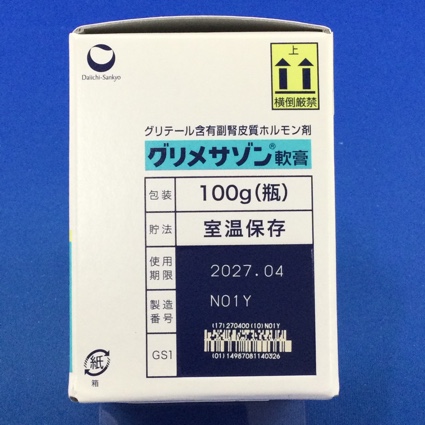 Daiichi-Sankyo
上
横倒厳禁
グリテール含有副腎皮質ホルモン剤
グリメサゾン®軟膏
包装 100g(瓶)
貯法 室温保存
使用期限 2027.04
製造番号 N01Y
(17)270400(10)N01Y
GS1
(01)14987081140326
紙
箱